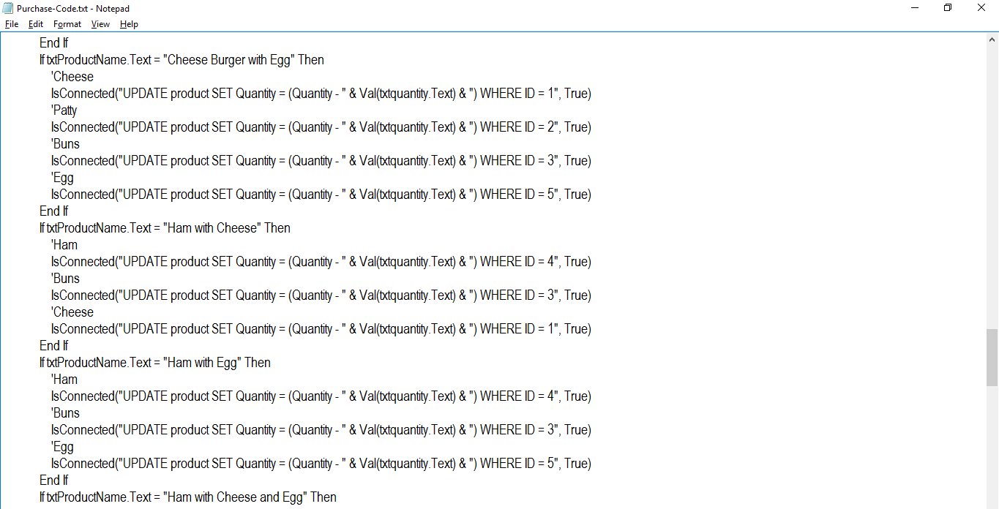 Purchase-Code.txt - Notepad
File Edit Format View Help
End If
If txtProductName.Text = "Cheese Burger with Egg" Then
'Cheese
IsConnected("UPDATE product SET Quantity = (Quantity - " & Val(txtquantity.Text) & ") WHERE ID = 1", True)
'Patty
IsConnected("UPDATE product SET Quantity = (Quantity - " & Val(txtquantity.Text) & ") WHERE ID = 2", True)
'Buns
IsConnected("UPDATE product SET Quantity = (Quantity - " & Val(txtquantity.Text) & ") WHERE ID = 3", True)
'Egg
IsConnected("UPDATE product SET Quantity = (Quantity - " & Val(txtquantity.Text) & ") WHERE ID = 5", True)
End If
If txtProductName.Text = "Ham with Cheese" Then
'Ham
IsConnected("UPDATE product SET Quantity = (Quantity - " & Val(txtquantity.Text) & ") WHERE ID = 4", True)
'Buns
IsConnected("UPDATE product SET Quantity = (Quantity - " & Val(txtquantity.Text) & ") WHERE ID = 3", True)
'Cheese
IsConnected("UPDATE product SET Quantity = (Quantity - " & Val(txtquantity.Text) & ") WHERE ID = 1", True)
End If
If txtProductName.Text = "Ham with Egg" Then
'Ham
IsConnected("UPDATE product SET Quantity = (Quantity - " & Val(txtquantity.Text) & ") WHERE ID = 4", True)
'Buns
IsConnected("UPDATE product SET Quantity = (Quantity - " & Val(txtquantity.Text) & ") WHERE ID = 3", True)
'Egg
IsConnected("UPDATE product SET Quantity = (Quantity - " & Val(txtquantity.Text) & ") WHERE ID = 5", True)
End If
If txtProductName.Text = "Ham with Cheese and Egg" Then